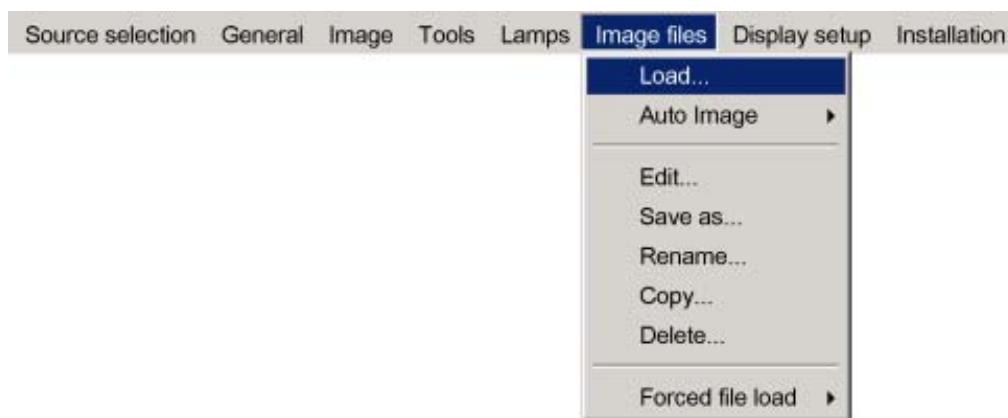 Source selection General Image Tools Lamps Image files Display setup Installation
Load...
Auto Image
Edit...
Save as...
Rename...
Copy...
Delete...
Forced file load